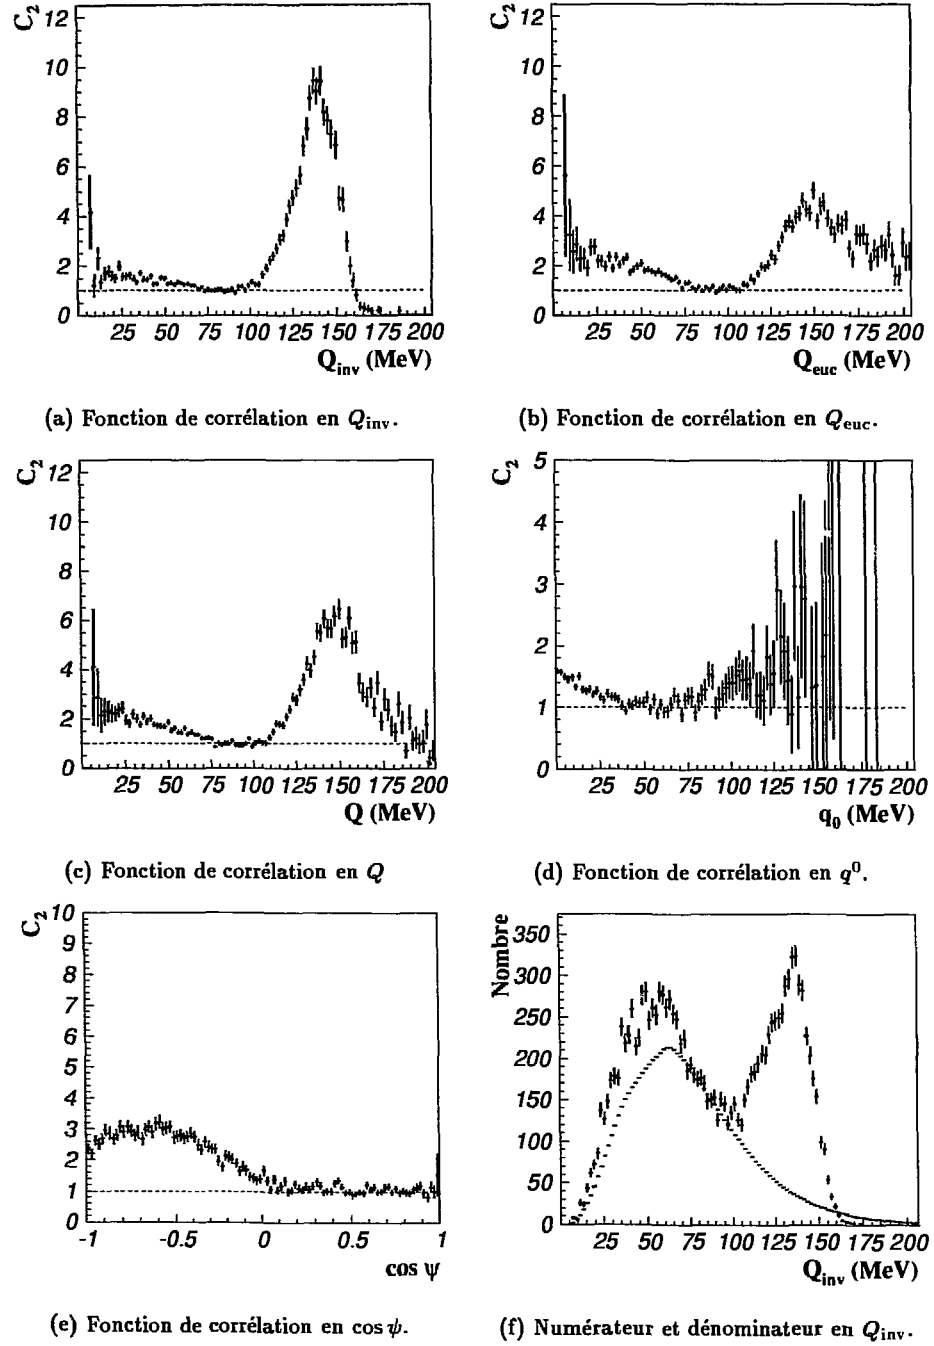 C₂
12
10
8
6
4
2
0
25 50 75 100 125 150 175 200
Q_inv (MeV)
(a) Fonction de corrélation en Q_inv.
C₂
12
10
8
6
4
2
0
25 50 75 100 125 150 175 200
Q_euc (MeV)
(b) Fonction de corrélation en Q_euc.
C₂
12
10
8
6
4
2
0
25 50 75 100 125 150 175 200
Q (MeV)
(c) Fonction de corrélation en Q
C₂
5
4
3
2
1
0
25 50 75 100 125 150 175 200
q₀ (MeV)
(d) Fonction de corrélation en q⁰.
C₂
10
9
8
7
6
5
4
3
2
1
0
-1 -0.5 0 0.5 1
cos ψ
(e) Fonction de corrélation en cos ψ.
Nombre
350
300
250
200
150
100
50
0
25 50 75 100 125 150 175 200
Q_inv (MeV)
(f) Numérateur et dénominateur en Q_inv.